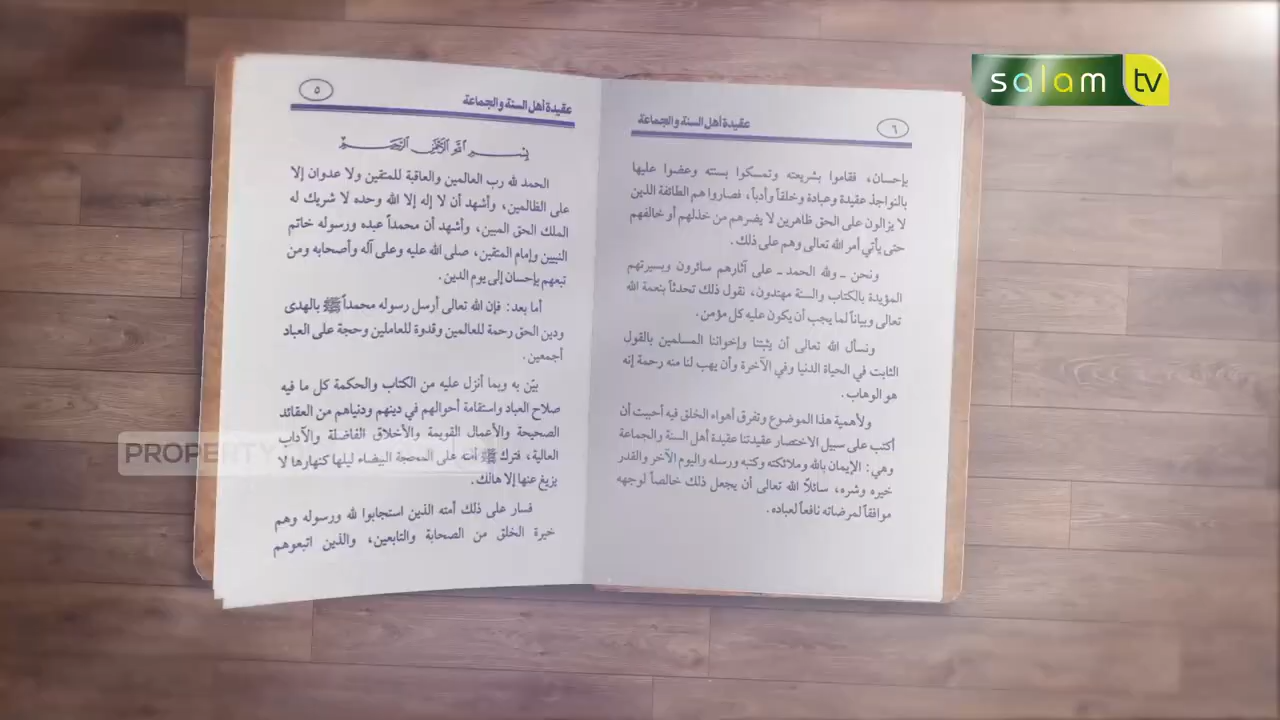 ٥
عقيدة أهل السنة والجماعة
بسم الله الرحمن الرحيم
الحمد لله رب العالمين والعاقبة للمتقين ولا عدوان إلا
على الظالمين، وأشهد أن لا إله إلا الله وحده لا شريك له
الملك الحق المبين، وأشهد أن محمداً عبده ورسوله خاتم
النبيين وإمام المتقين، صلى الله عليه وعلى آله وأصحابه ومن
تبعهم بإحسان إلى يوم الدين.
أما بعد: فإن الله تعالى أرسل رسوله محمداً ﷺ بالهدى
ودين الحق رحمة للعالمين وقدوة للعاملين وحجة على العباد
أجمعين.
بيّن به وبما أنزل عليه من الكتاب والحكمة كل ما فيه
صلاح العباد واستقامة أحوالهم في دينهم ودنياهم من العقائد
الصحيحة والأعمال القويمة والأخلاق الفاضلة والآداب
العالية، فترك ﷺ أمته على المحجة البيضاء ليلها كنهارها لا
يزيغ عنها إلا هالك.
فسار على ذلك أمته الذين استجابوا لله ورسوله وهم
خيرة الخلق من الصحابة والتابعين، والذين اتبعوهم
٦
عقيدة أهل السنة والجماعة
بإحسان، فقاموا بشريعته وتمسكوا بسنته وعضوا عليها
بالنواجذ عقيدة وعبادة وخلقاً وأدباً، فصاروا هم الطائفة الذين
لا يزالون على الحق ظاهرين لا يضرهم من خذلهم أو خالفهم
حتى يأتي أمر الله تعالى وهم على ذلك.
ونحن ـ ولله الحمد ـ على آثارهم سائرون وبسيرتهم
المؤيدة بالكتاب والسنة مهتدون، نقول ذلك تحدثاً بنعمة الله
تعالى وبياناً لما يجب أن يكون عليه كل مؤمن.
ونسأل الله تعالى أن يثبتنا وإخواننا المسلمين بالقول
الثابت في الحياة الدنيا وفي الآخرة وأن يهب لنا منه رحمة إنه
هو الوهاب.
ولأهمية هذا الموضوع وتفرق أهواء الخلق فيه أحببت أن
أكتب على سبيل الاختصار عقيدتنا عقيدة أهل السنة والجماعة
وهي: الإيمان بالله وملائكته وكتبه ورسله واليوم الآخر والقدر
خيره وشره، سائلاً الله تعالى أن يجعل ذلك خالصاً لوجهه
موافقاً لمرضاته نافعاً لعباده.
salam tv
PROPERTY